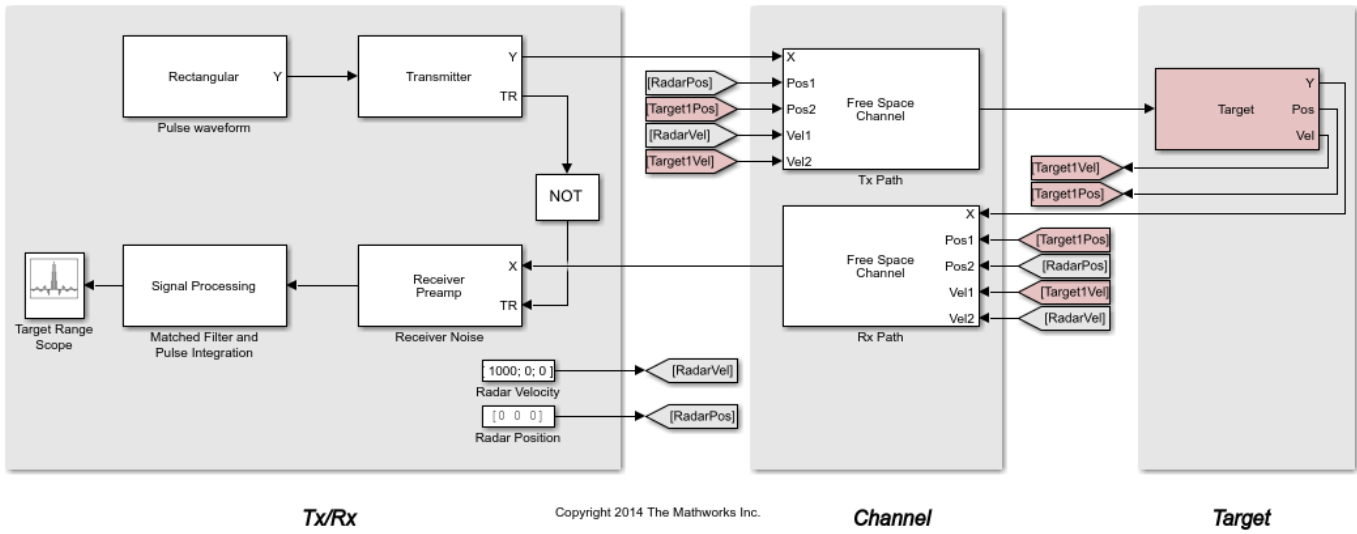 Rectangular
Y
Pulse waveform
Transmitter
Y
TR
NOT
[RadarPos]
[Target1Pos]
[RadarVel]
[Target1Vel]
X
Pos1
Pos2
Vel1
Vel2
Free Space
Channel
Tx Path
Target
Y
Pos
Vel
[Target1Vel]
[Target1Pos]
X
Pos1
Pos2
Vel1
Vel2
Free Space
Channel
Rx Path
[Target1Pos]
[RadarPos]
[Target1Vel]
[RadarVel]
Target Range
Scope
Signal Processing
Matched Filter and
Pulse Integration
Receiver
Preamp
X
TR
Receiver Noise
[ 1000; 0; 0 ]
Radar Velocity
[RadarVel]
[0 0 0]
Radar Position
[RadarPos]
Tx/Rx
Copyright 2014 The Mathworks Inc.
Channel
Target